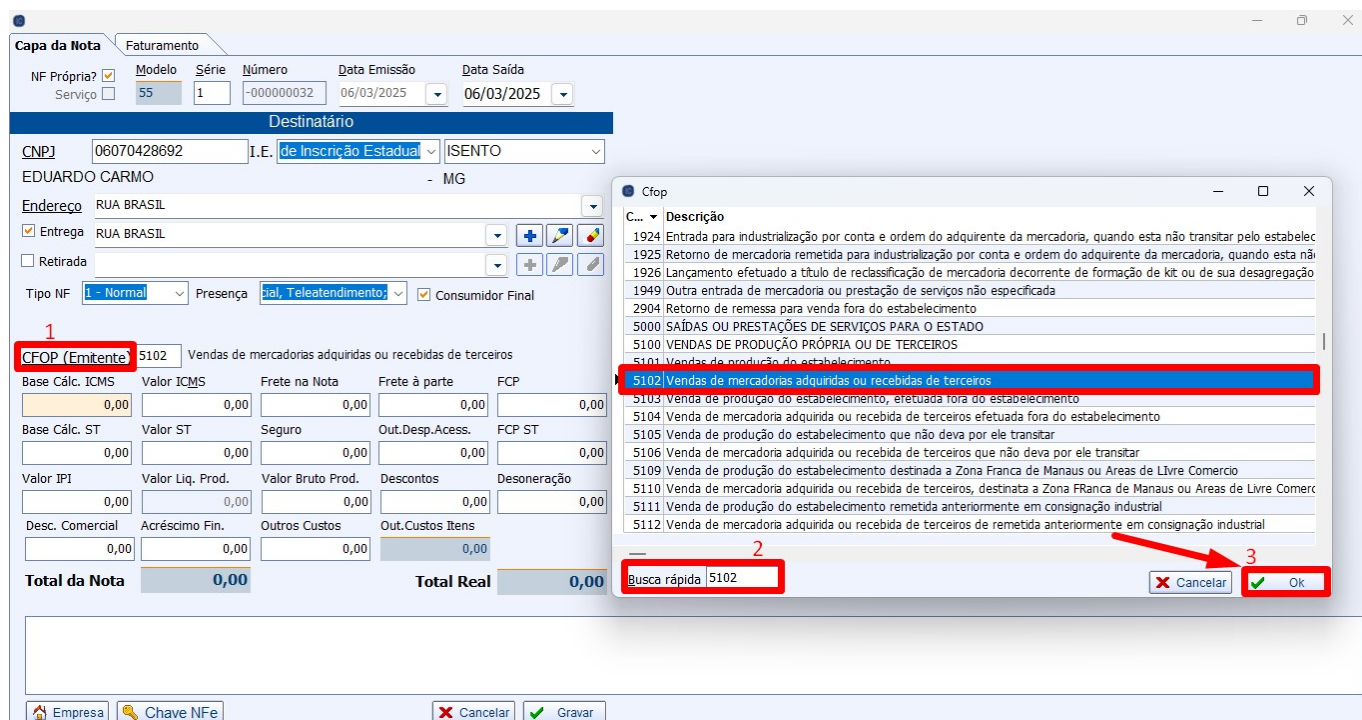 Capa da Nota Faturamento
NF Própria? Modelo Série Número Data Emissão Data Saída
Serviço 55 1 -000000032 06/03/2025 06/03/2025
Destinatário
CNPJ 06070428692 I.E. de Inscrição Estadual ISENTO
EDUARDO CARMO - MG
Endereço RUA BRASIL
Entrega RUA BRASIL
Retirada
Tipo NF 1 - Normal Presença Teleatendimento; Consumidor Final
1
CFOP (Emitente) 5102 Vendas de mercadorias adquiridas ou recebidas de terceiros
Base Cálc. ICMS Valor ICMS Frete na Nota Frete à parte FCP
0,00 0,00 0,00 0,00 0,00
Base Cálc. ST Valor ST Seguro Out.Desp.Acess. FCP ST
0,00 0,00 0,00 0,00 0,00
Valor IPI Valor Liq. Prod. Valor Bruto Prod. Descontos Desoneração
0,00 0,00 0,00 0,00 0,00
Desc. Comercial Acréscimo Fin. Outros Custos Out.Custos Itens
0,00 0,00 0,00 0,00
Total da Nota 0,00 Total Real 0,00
Cfop
C... Descrição
1924 Entrada para industrialização por conta e ordem do adquirente da mercadoria, quando esta não transitar pelo estabelec
1925 Retorno de mercadoria remetida para industrialização por conta e ordem do adquirente da mercadoria, quando esta nã
1926 Lançamento efetuado a título de reclassificação de mercadoria decorrente de formação de kit ou de sua desagregação
1949 Outra entrada de mercadoria ou prestação de serviços não especificada
2904 Retorno de remessa para venda fora do estabelecimento
5000 SAÍDAS OU PRESTAÇÕES DE SERVIÇOS PARA O ESTADO
5100 VENDAS DE PRODUÇÃO PRÓPRIA OU DE TERCEIROS
5101 Vendas de produção do estabelecimento
5102 Vendas de mercadorias adquiridas ou recebidas de terceiros
5103 Venda de produção do estabelecimento, efetuada fora do estabelecimento
5104 Venda de mercadoria adquirida ou recebida de terceiros efetuada fora do estabelecimento
5105 Venda de produção do estabelecimento que não deva por ele transitar
5106 Venda de mercadoria adquirida ou recebida de terceiros que não deva por ele transitar
5109 Venda de produção do estabelecimento destinada a Zona Franca de Manaus ou Areas de LIvre Comercio
5110 Venda de mercadoria adquirida ou recebida de terceiros, destinata a Zona FRanca de Manaus ou Areas de Livre Comerc
5111 Venda de produção do estabelecimento remetida anteriormente em consignação industrial
5112 Venda de mercadoria adquirida ou recebida de terceiros de remetida anteriormente em consignação industrial
2
3
Busca rápida 5102 Cancelar Ok
Empresa Chave NFe Cancelar Gravar